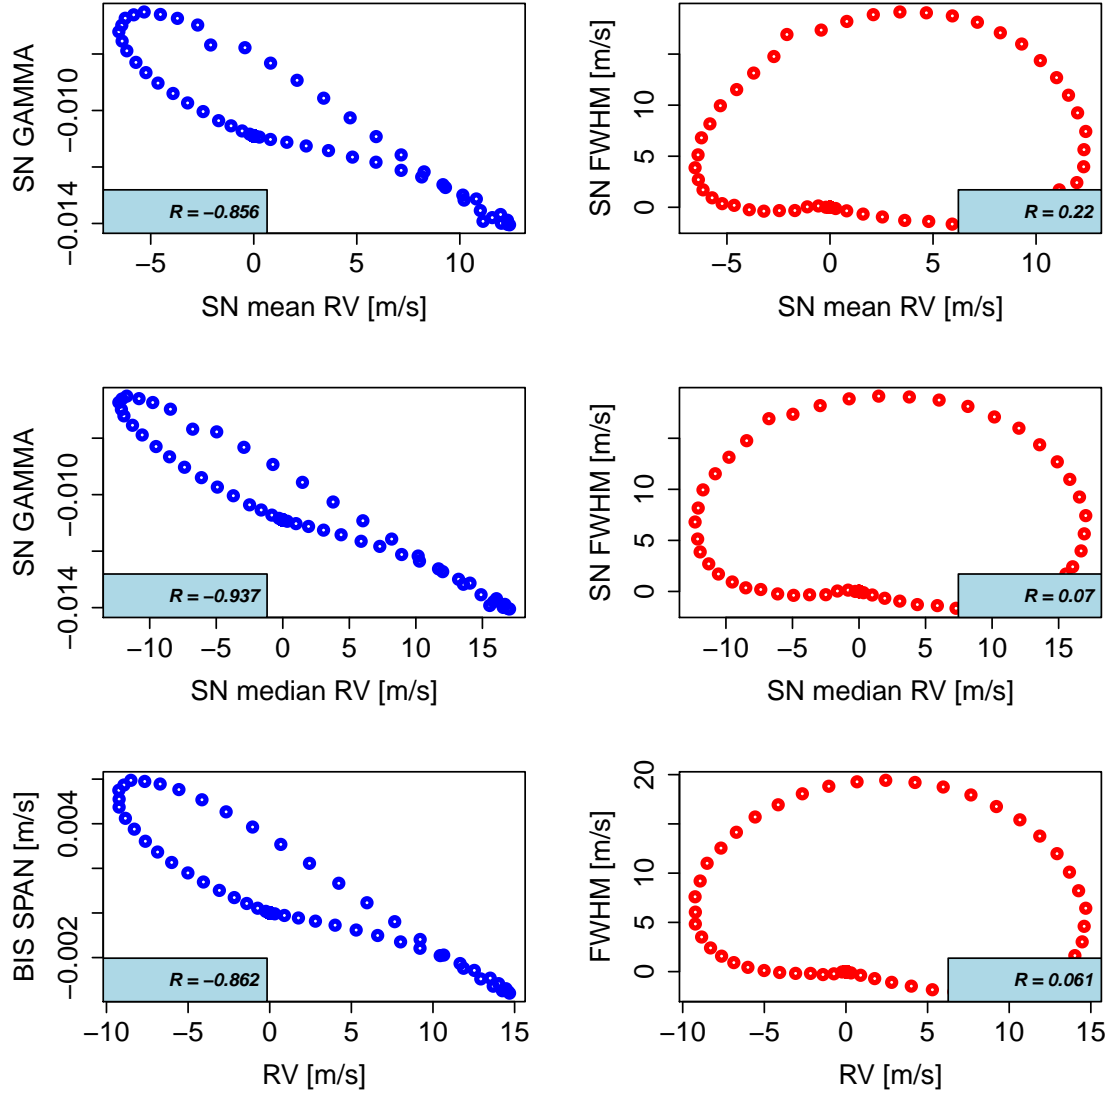 SN GAMMA
−0.010
−0.014
R = −0.856
−5 0 5 10
SN mean RV [m/s]
SN FWHM [m/s]
0 5 10
R = 0.22
−5 0 5 10
SN mean RV [m/s]
SN GAMMA
−0.010
−0.014
R = −0.937
−10 −5 0 5 10 15
SN median RV [m/s]
SN FWHM [m/s]
0 5 10
R = 0.07
−10 −5 0 5 10 15
SN median RV [m/s]
BIS SPAN [m/s]
0.004
−0.002
R = −0.862
−10 −5 0 5 10 15
RV [m/s]
FWHM [m/s]
0 5 10 20
R = 0.061
−10 −5 0 5 10 15
RV [m/s]